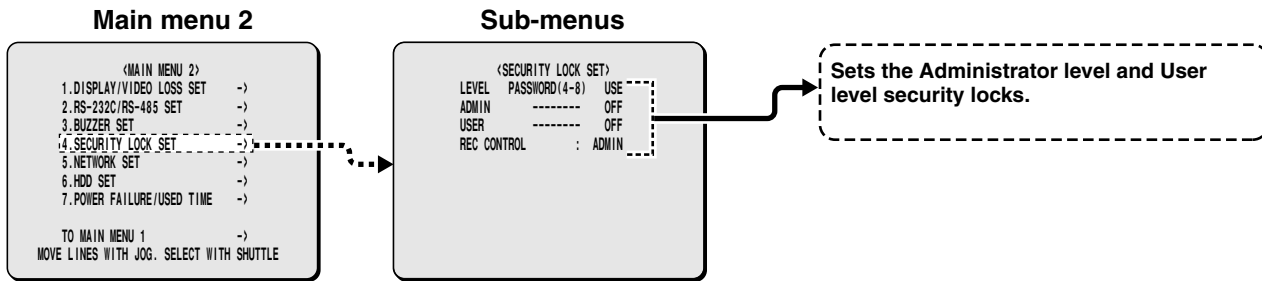 Main menu 2
<MAIN MENU 2>
1.DISPLAY/VIDEO LOSS SET ->
2.RS-232C/RS-485 SET ->
3.BUZZER SET ->
4.SECURITY LOCK SET ->
5.NETWORK SET ->
6.HDD SET ->
7.POWER FAILURE/USED TIME ->
TO MAIN MENU 1 ->
MOVE LINES WITH JOG. SELECT WITH SHUTTLE
Sub-menus
<SECURITY LOCK SET>
LEVEL PASSWORD(4-8) USE
ADMIN -------- OFF
USER -------- OFF
REC CONTROL : ADMIN
Sets the Administrator level and User
level security locks.